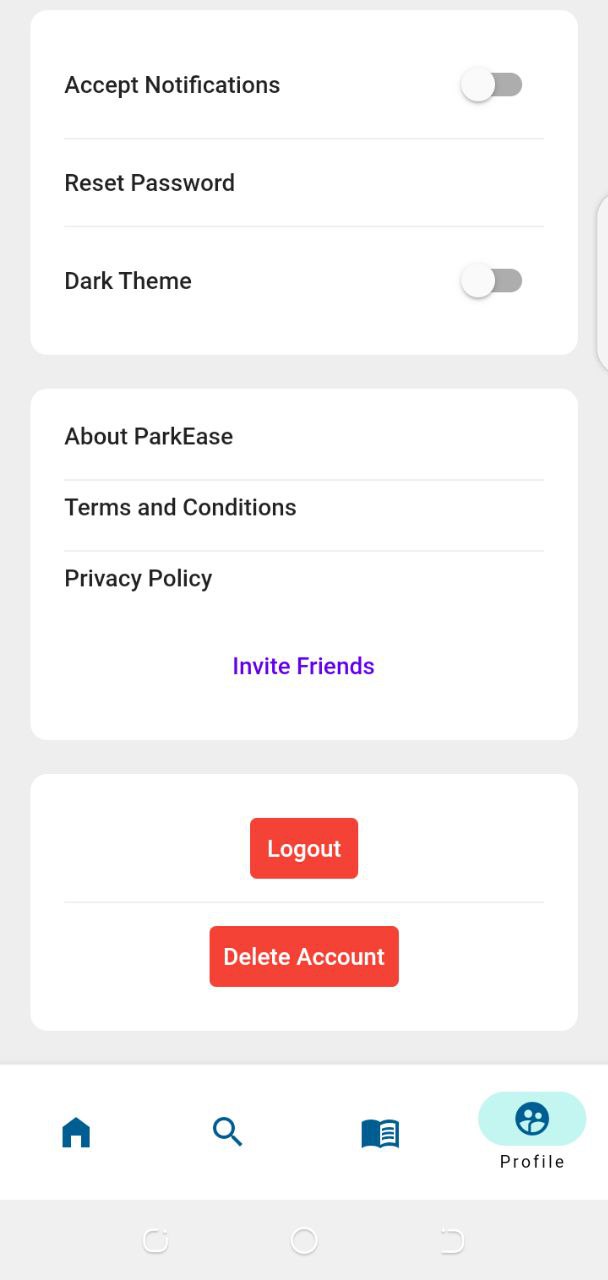 Accept Notifications
Reset Password
Dark Theme
About ParkEase
Terms and Conditions
Privacy Policy
Invite Friends
Logout
Delete Account
Profile